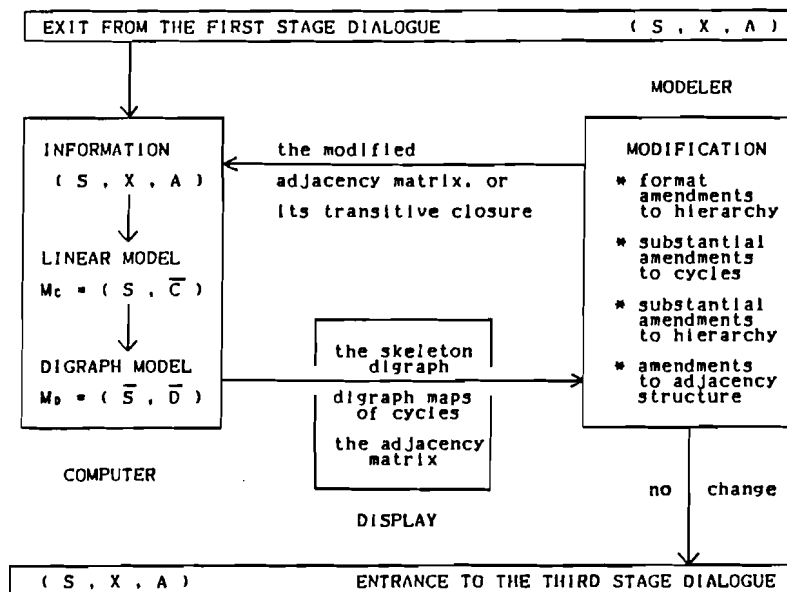 EXIT FROM THE FIRST STAGE DIALOGUE ( S , X , A )
MODELER
INFORMATION
( S , X , A )
LINEAR MODEL
Mc = ( S , C̅ )
DIGRAPH MODEL
MD = ( S̅ , D̅ )
COMPUTER
the modified
adjacency matrix, or
its transitive closure
the skeleton
digraph
digraph maps
of cycles
the adjacency
matrix
DISPLAY
MODIFICATION
* format
amendments
to hierarchy
* substantial
amendments
to cycles
* substantial
amendments
to hierarchy
* amendments
to adjacency
structure
no change
( S , X , A ) ENTRANCE TO THE THIRD STAGE DIALOGUE